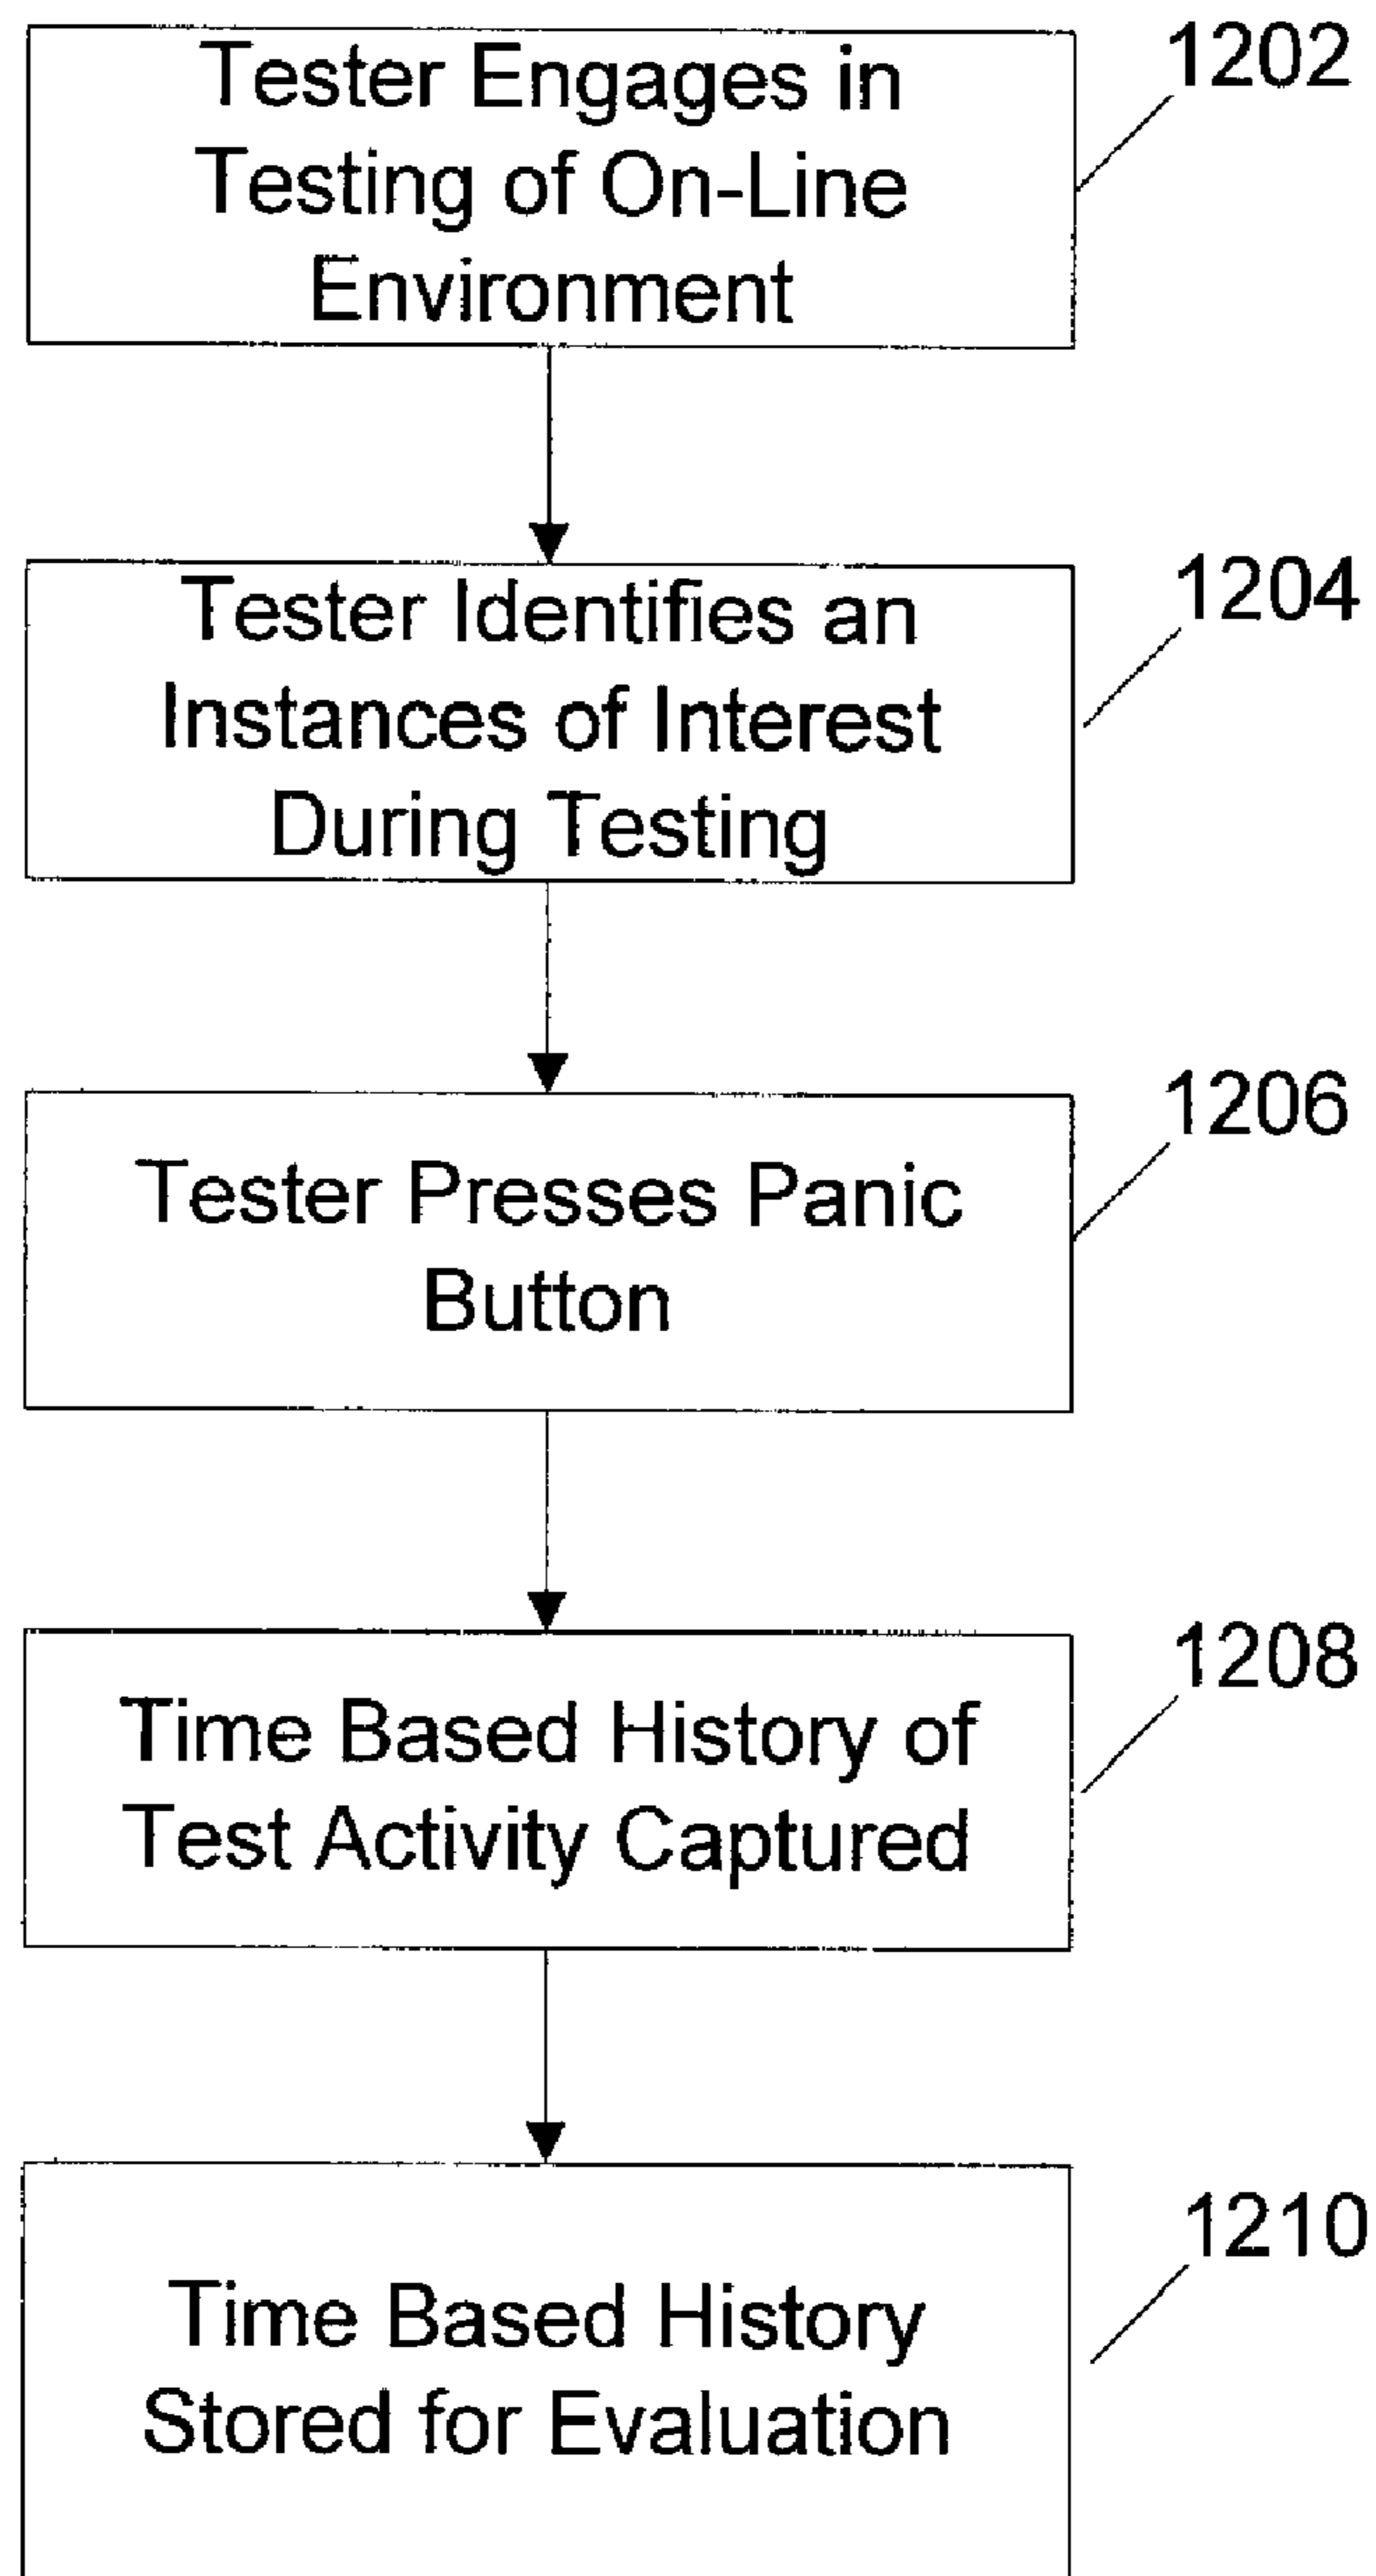 Tester Engages in
Testing of On-Line
Environment
1202
Tester Identifies an
Instances of Interest
During Testing
1204
Tester Presses Panic
Button
1206
Time Based History of
Test Activity Captured
1208
Time Based History
Stored for Evaluation
1210